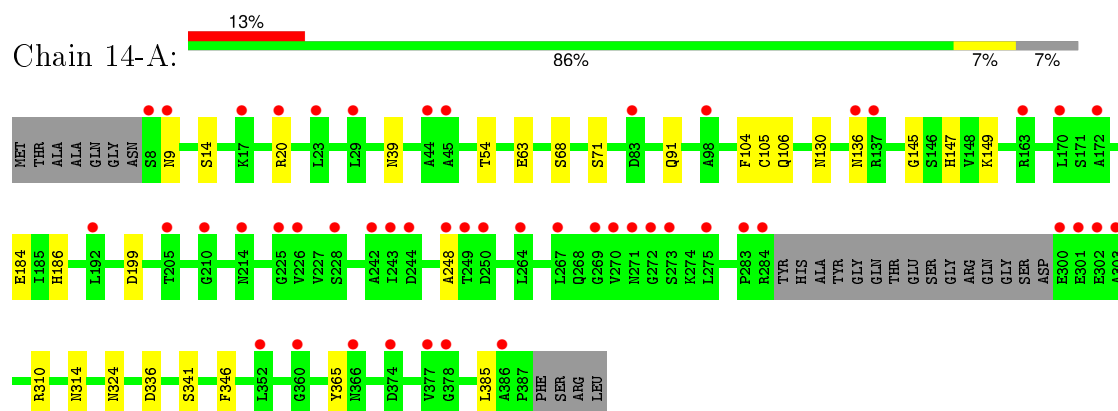 13%
Chain 14-A:
86%
7%
7%
MET THR ALA ALA GLN GLY ASN S8 N9 S14 K17 R20 L23 L29 N39 A44 A45 T54 E63 S68 S71 D83 Q91 A98 F104 C105 Q106 N130 N136 R137 G145 S146 H147 V148 K149 R163 L170 S171 A172
E184 I185 H186 L192 D199 T205 G210 N214 G225 V226 V227 S228 A242 I243 D244 A248 T249 D250 L264 L267 Q268 G269 V270 N271 G272 S273 K274 L275 P283 R284 TYR HIS ALA TYR GLY GLN THR GLU SER GLY ARG GLN GLY SER ASP E300 E301 E302 A303
R310 N314 N324 D336 S341 F346 L352 G360 Y365 N366 D374 V377 G378 L385 A386 P387 PHE SER ARG LEU